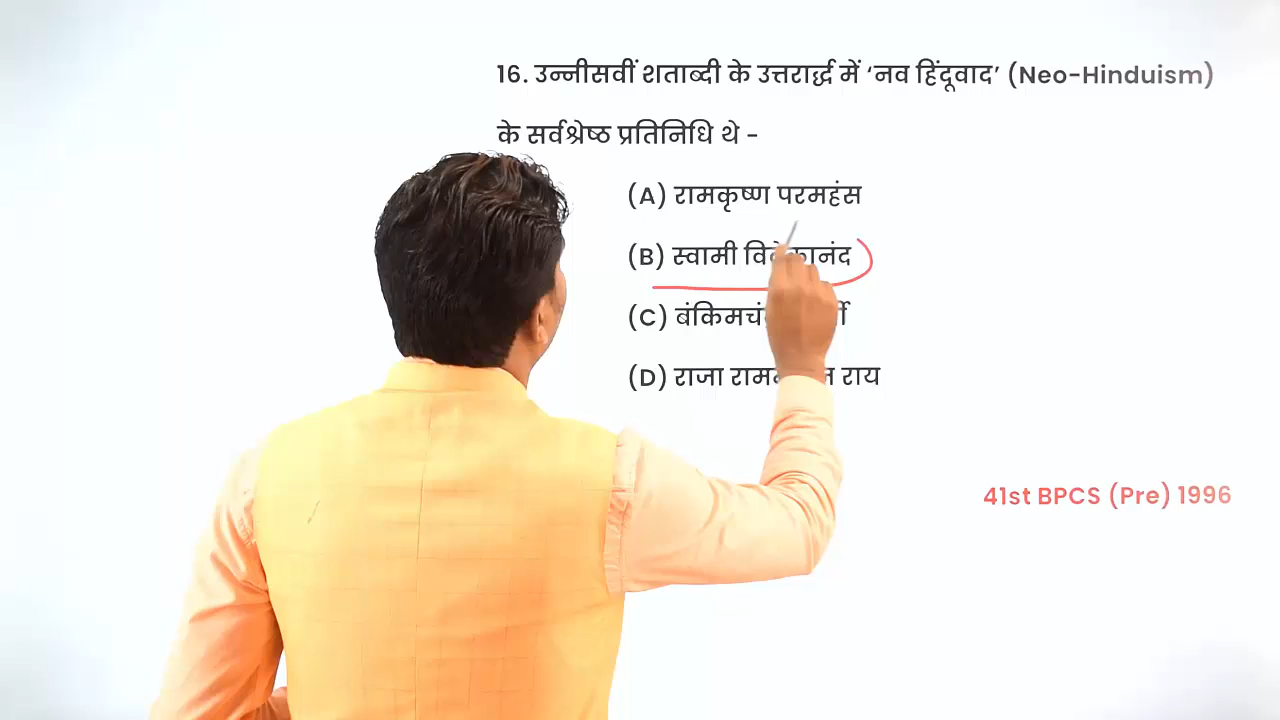 16. उन्नीसवीं शताब्दी के उत्तरार्द्ध में ‘नव हिंदूवाद’ (Neo-Hinduism)
के सर्वश्रेष्ठ प्रतिनिधि थे -
(A) रामकृष्ण परमहंस
(B) स्वामी
(C)
(D) राजा राय
41st BPCS (Pre) 1996